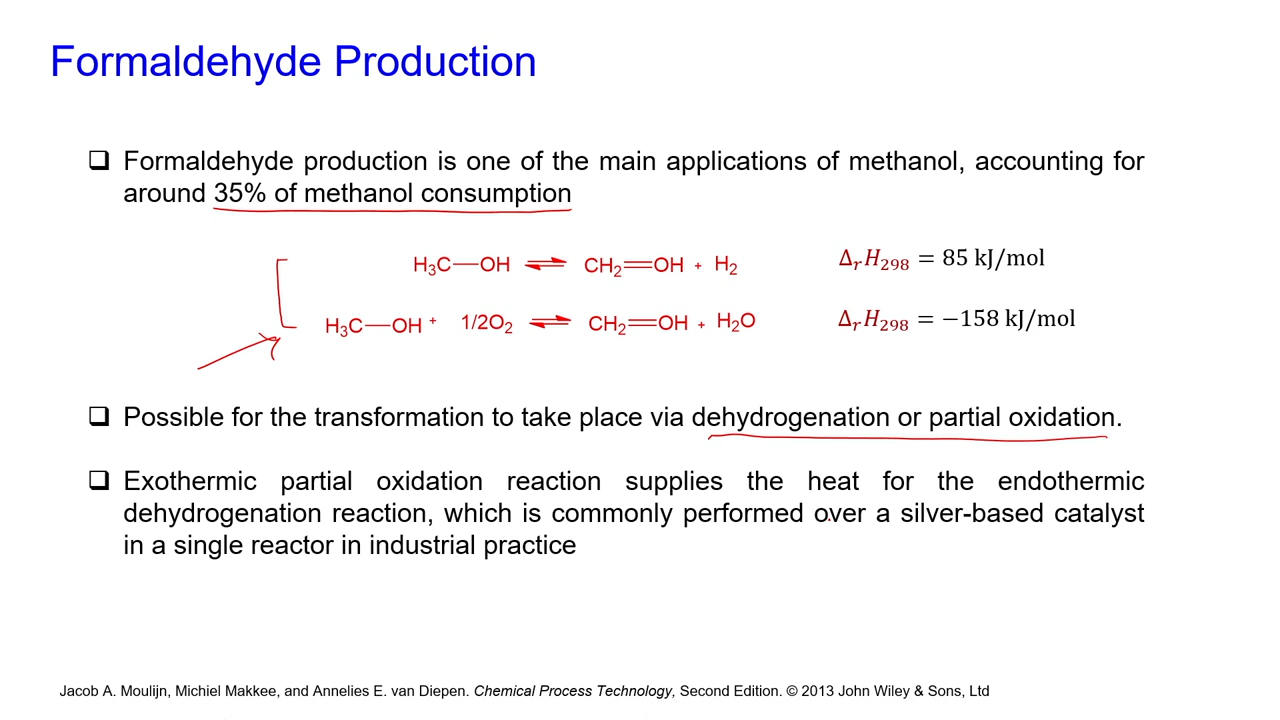 Formaldehyde Production
❑ Formaldehyde production is one of the main applications of methanol, accounting for
around 35% of methanol consumption
H₃C—OH ⇌ CH₂═OH + H₂ ΔᵣH₂₉₈ = 85 kJ/mol
H₃C—OH + 1/2O₂ ⇌ CH₂═OH + H₂O ΔᵣH₂₉₈ = −158 kJ/mol
❑ Possible for the transformation to take place via dehydrogenation or partial oxidation.
❑ Exothermic partial oxidation reaction supplies the heat for the endothermic
dehydrogenation reaction, which is commonly performed over a silver-based catalyst
in a single reactor in industrial practice
Jacob A. Moulijn, Michiel Makkee, and Annelies E. van Diepen. Chemical Process Technology, Second Edition. © 2013 John Wiley & Sons, Ltd